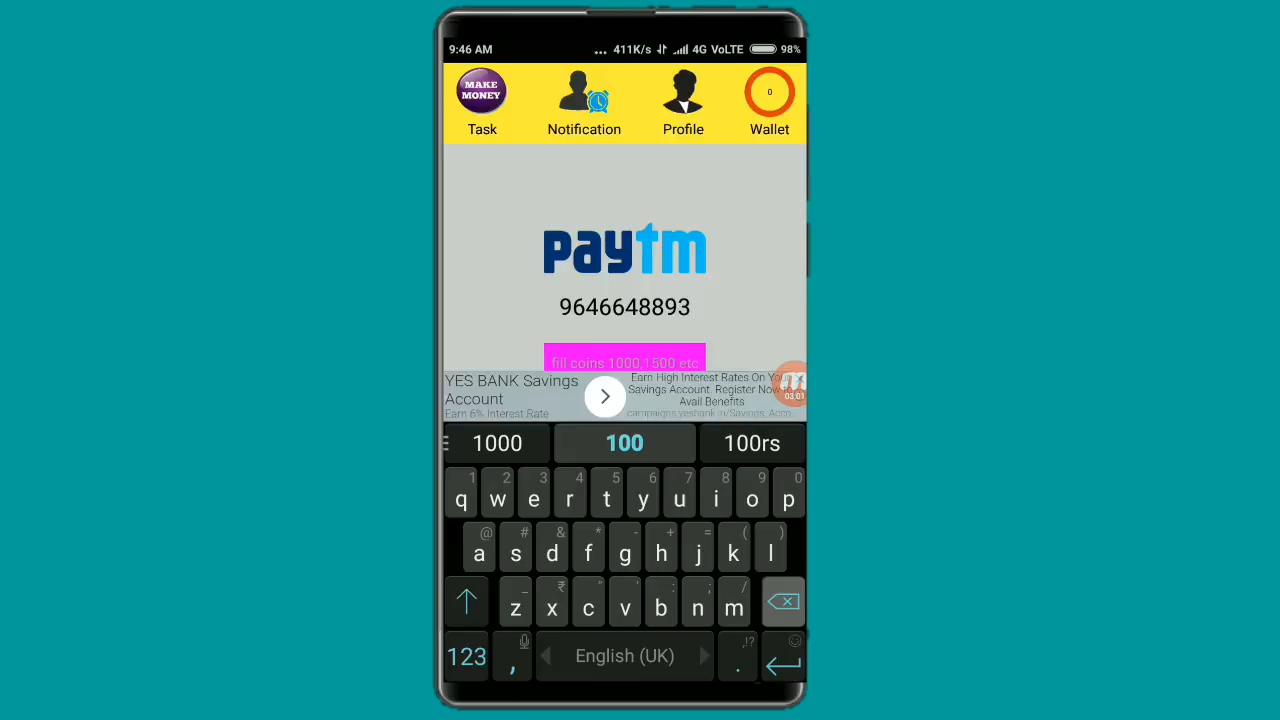 9:46 AM ... 411K/s 4G VoLTE 98%
MAKE
MONEY
0
Task Notification Profile Wallet
paytm
9646648893
fill coins 1000,1500 etc
YES BANK Savings
Account
Earn 6% Interest Rate
Earn High Interest Rates On Your
Savings Account. Register Now to
Avail Benefits
campaigns.yesbank.in/Savings_Acco...
03:01
1000 100 100rs
1 2 3 4 5 6 7 8 9 0
q w e r t y u i o p
@ # & * - + = ( )
a s d f g h j k l
_ ₹ " ' : ; /
z x c v b n m
123 , English (UK) . ,!?